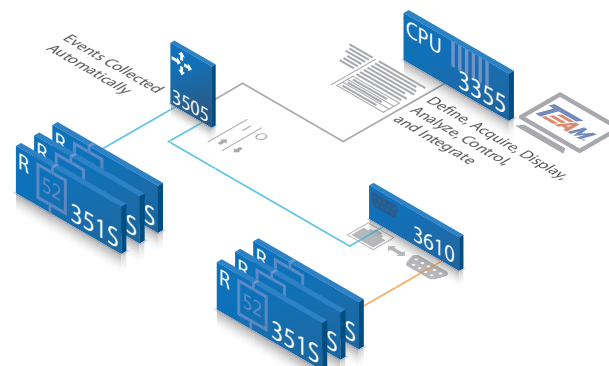 Events Collected
Automatically
3505
CPU
3355
TEAM
Define, Acquire, Display,
Analyze, Control,
and Integrate
R
R
R
52
351S
S
S
3610
R
R
R
52
351S
S
S